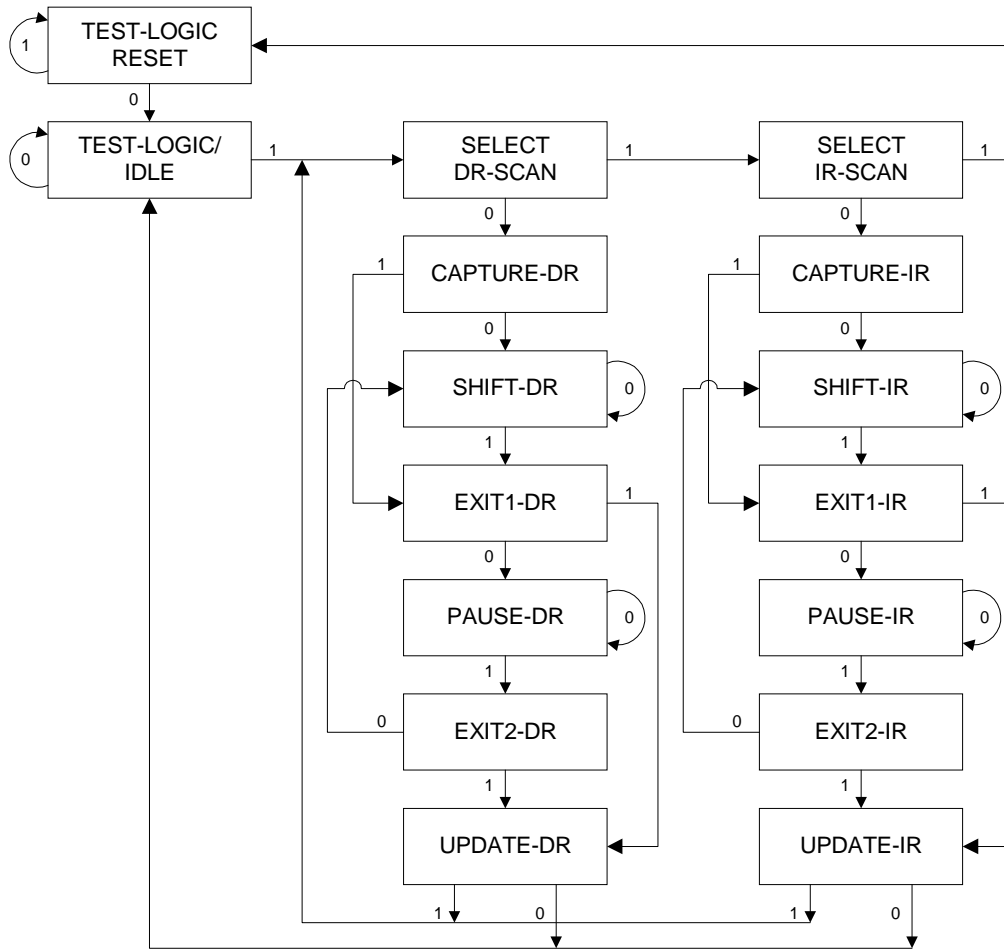 TEST-LOGIC
RESET
1
0
TEST-LOGIC/
IDLE
0
1
SELECT
DR-SCAN
1
SELECT
IR-SCAN
1
0
0
CAPTURE-DR
1
CAPTURE-IR
1
0
0
SHIFT-DR
0
SHIFT-IR
0
1
1
EXIT1-DR
1
EXIT1-IR
1
0
0
PAUSE-DR
0
PAUSE-IR
0
1
1
0
EXIT2-DR
0
EXIT2-IR
1
1
UPDATE-DR
UPDATE-IR
1
0
1
0